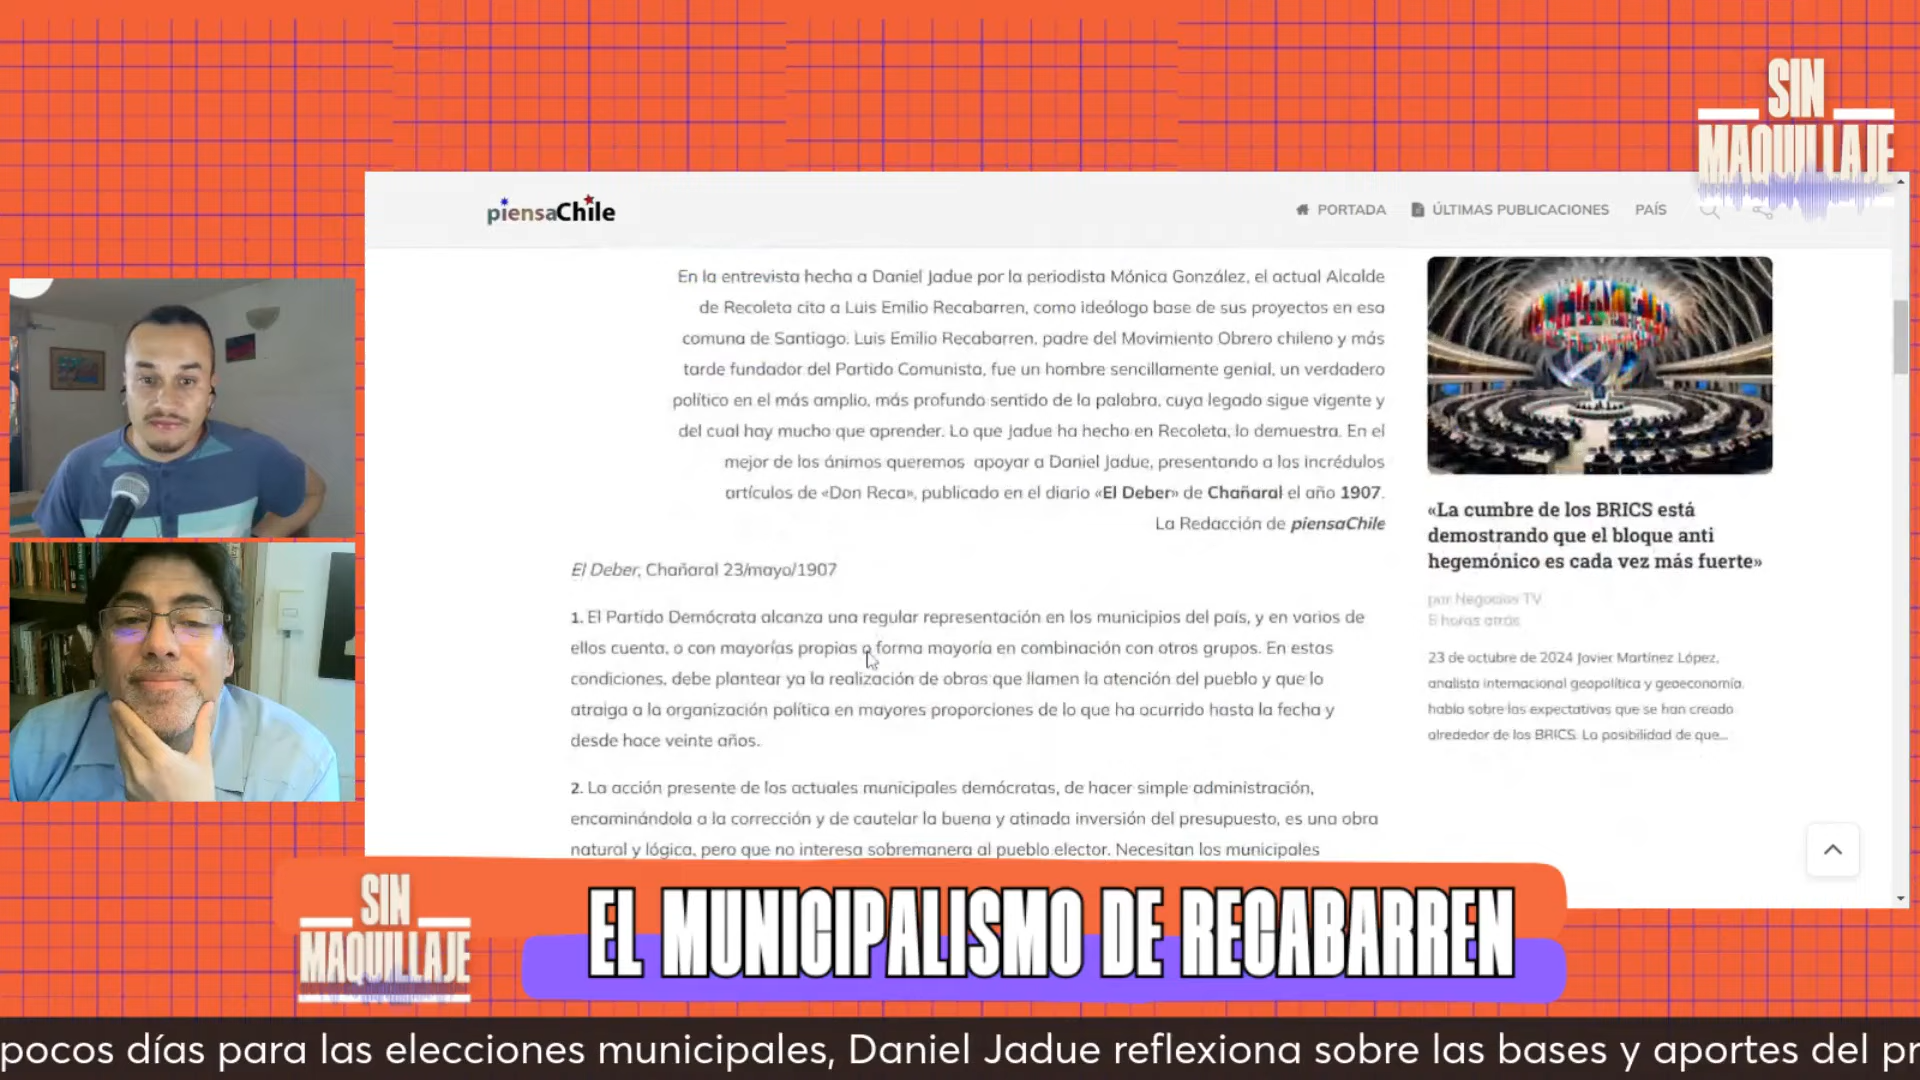 SIN
MAQUILLAJE
piensaChile
PORTADA
ÚLTIMAS PUBLICACIONES
PAÍS
En la entrevista hecha a Daniel Jadue por la periodista Mónica González, el actual Alcalde
de Recoleta cita a Luis Emilio Recabarren, como ideólogo base de sus proyectos en esa
comuna de Santiago. Luis Emilio Recabarren, padre del Movimiento Obrero chileno y más
tarde fundador del Partido Comunista, fue un hombre sencillamente genial, un verdadero
político en el más amplio, más profundo sentido de la palabra, cuya legado sigue vigente y
del cual hay mucho que aprender. Lo que Jadue ha hecho en Recoleta, lo demuestra. En el
mejor de los ánimos queremos apoyar a Daniel Jadue, presentando a los incrédulos
artículos de «Don Reca», publicado en el diario «El Deber» de Chañaral el año 1907.
La Redacción de piensaChile
El Deber, Chañaral 23/mayo/1907
1. El Partido Demócrata alcanza una regular representación en los municipios del país, y en varios de
ellos cuenta, o con mayorías propias o forma mayoría en combinación con otros grupos. En estas
condiciones, debe plantear ya la realización de obras que llamen la atención del pueblo y que lo
atraiga a la organización política en mayores proporciones de lo que ha ocurrido hasta la fecha y
desde hace veinte años.
2. La acción presente de los actuales municipales demócratas, de hacer simple administración,
encaminándola a la corrección y de cautelar la buena y atinada inversión del presupuesto, es una obra
natural y lógica, pero que no interesa sobremanera al pueblo elector. Necesitan los municipales
«La cumbre de los BRICS está
demostrando que el bloque anti
hegemónico es cada vez más fuerte»
por Negocios TV
8 horas atrás
23 de octubre de 2024 Javier Martínez López,
analista internacional geopolítica y geoeconomía.
habla sobre las expectativas que se han creado
alrededor de los BRICS. La posibilidad de que...
SIN
MAQUILLAJE
EL MUNICIPALISMO DE RECABARREN
pocos días para las elecciones municipales, Daniel Jadue reflexiona sobre las bases y aportes del pr